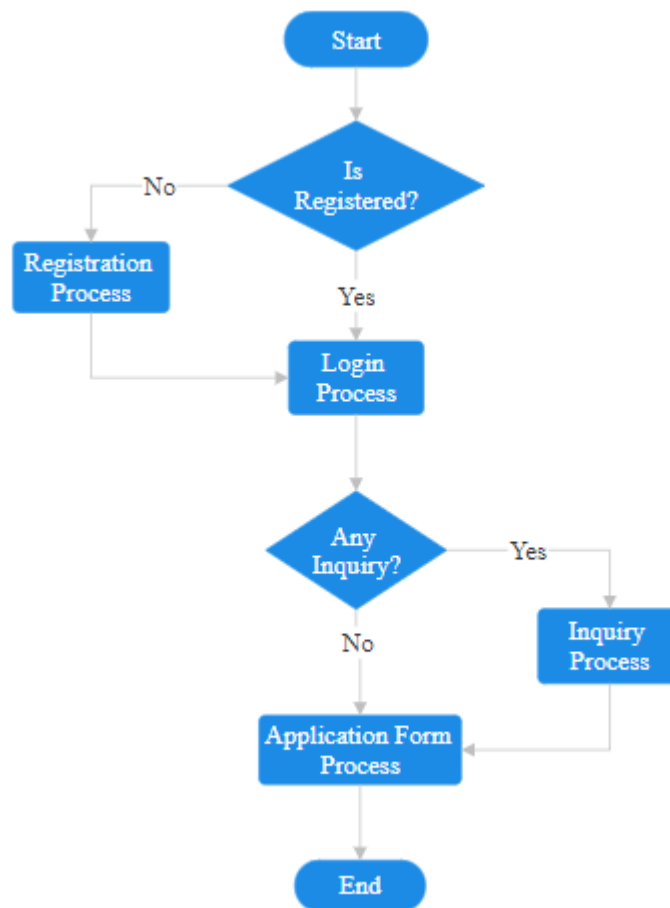 Start
Is
Registered?
No
Registration
Process
Yes
Login
Process
Any
Inquiry?
Yes
No
Inquiry
Process
Application Form
Process
End